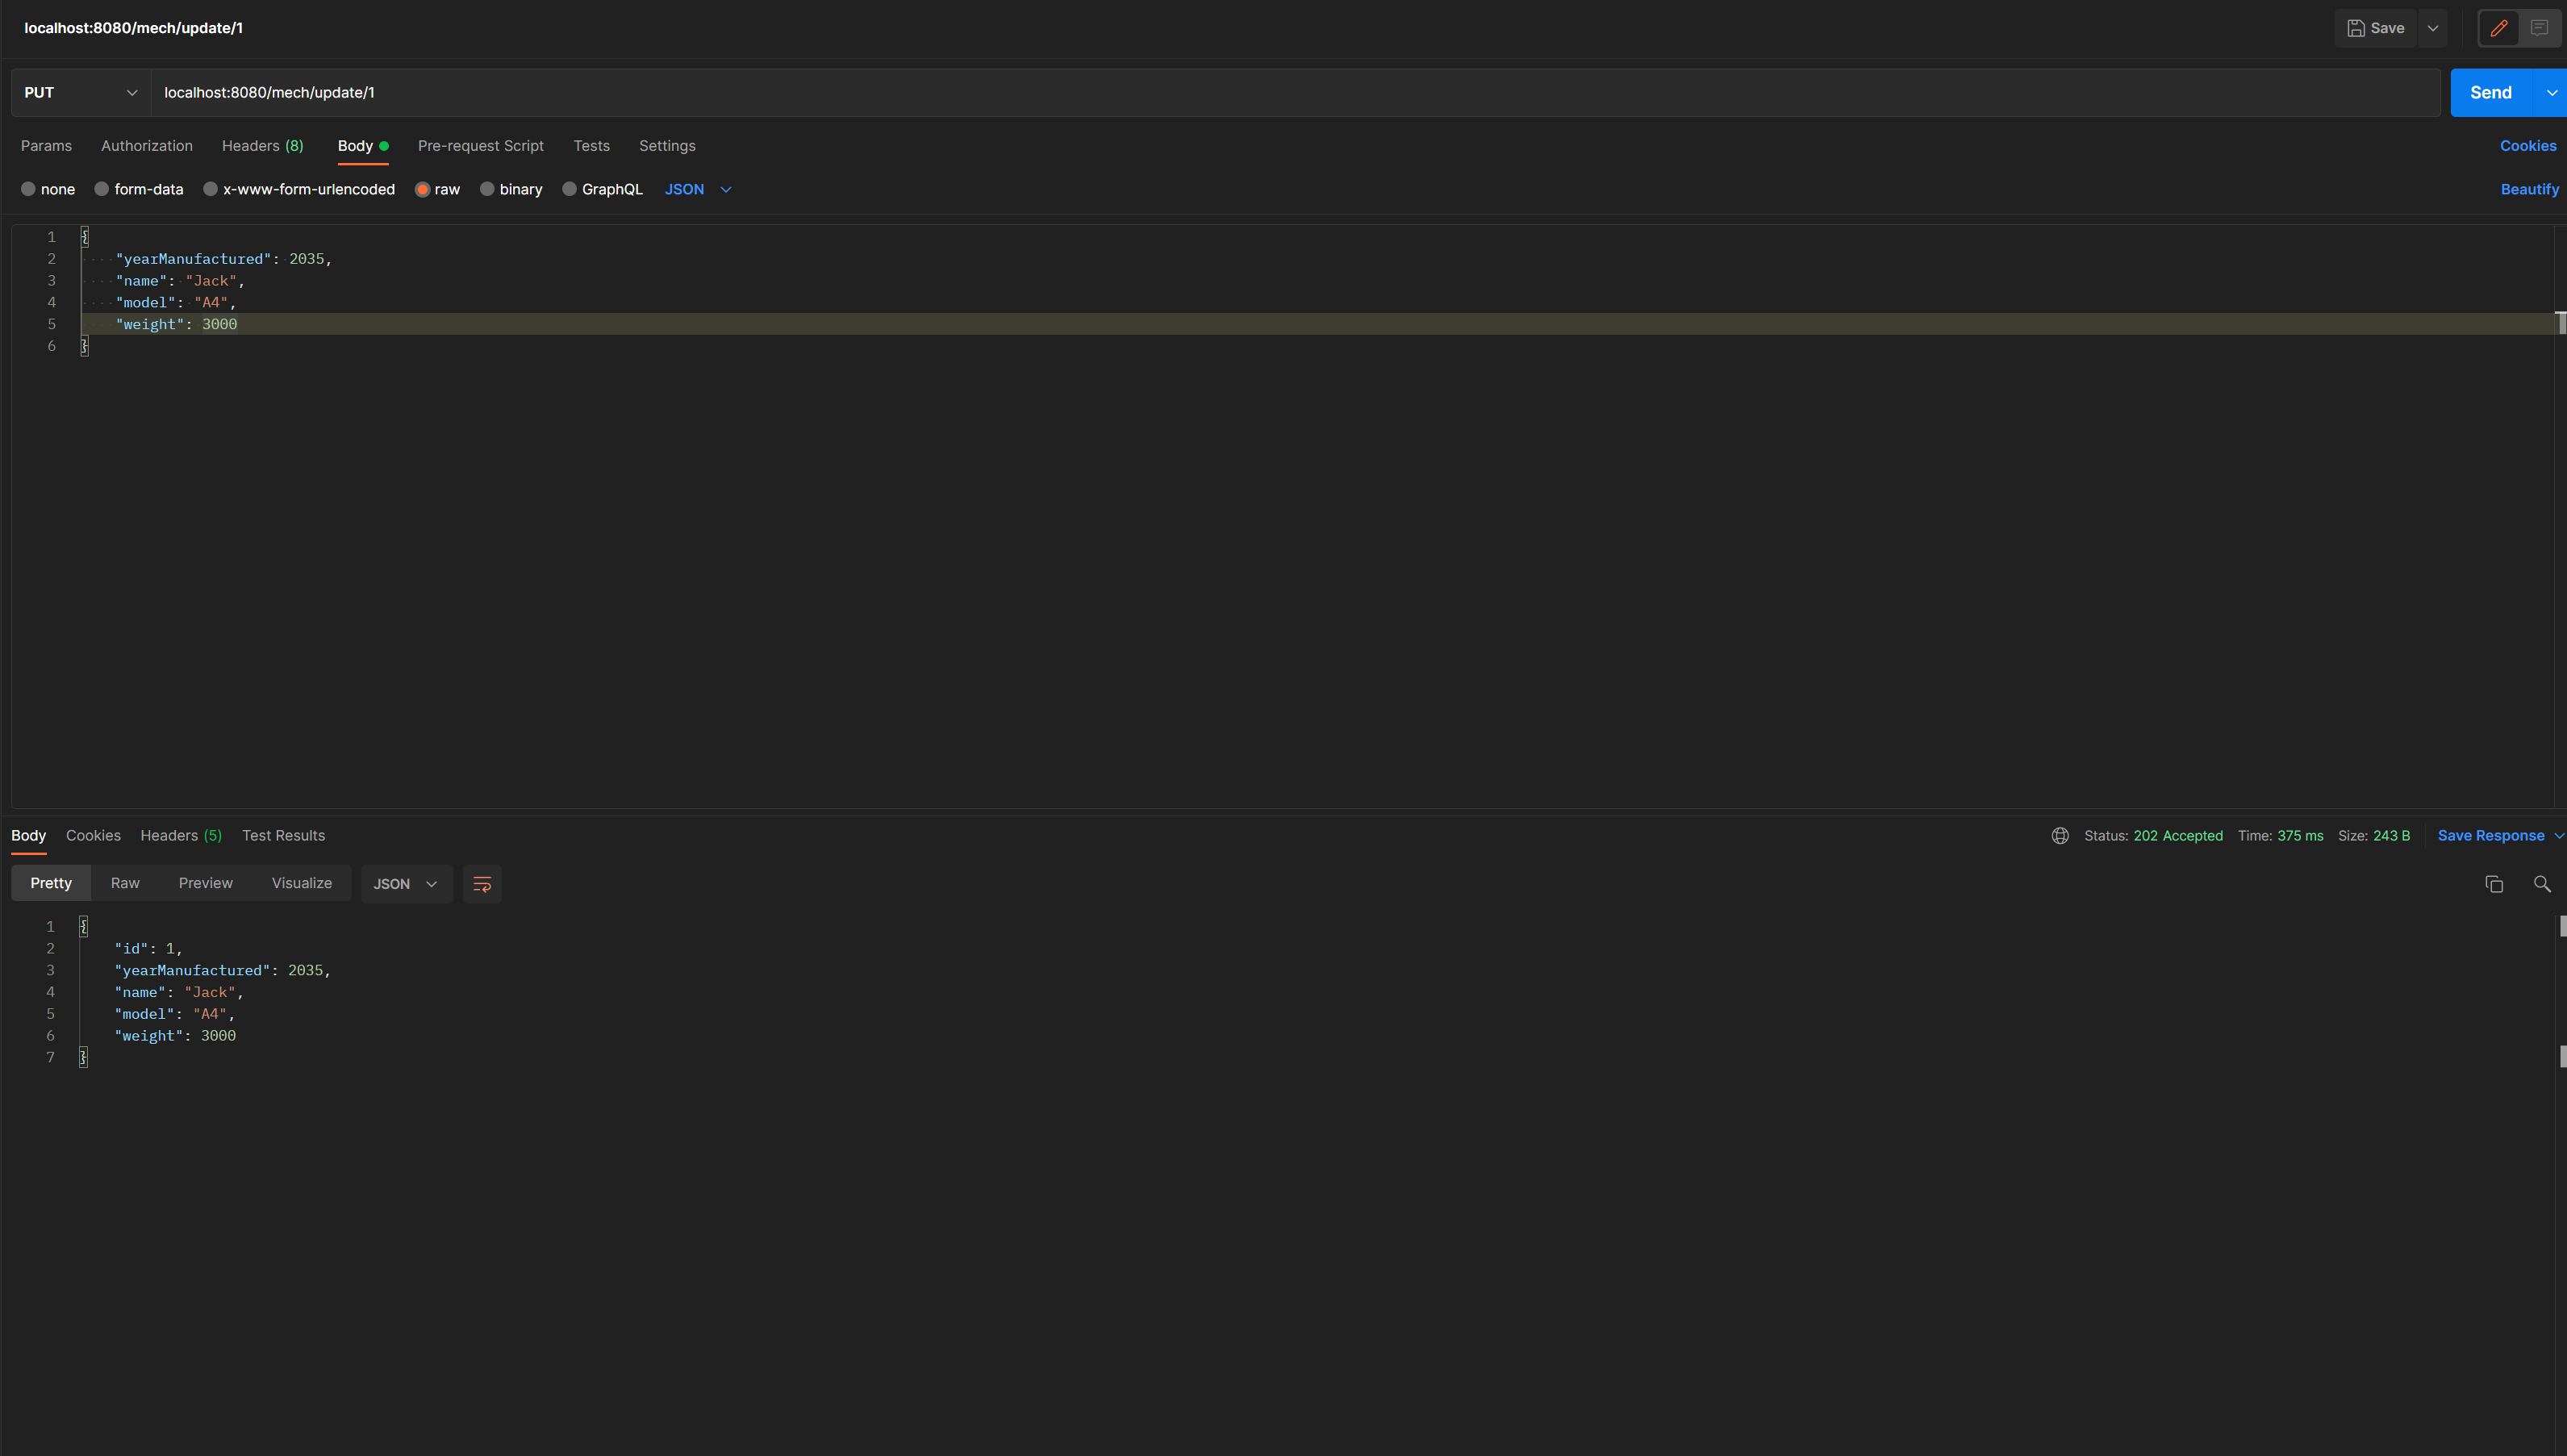 localhost:8080/mech/update/1
Save
PUT localhost:8080/mech/update/1 Send
Params Authorization Headers (8) Body Pre-request Script Tests Settings Cookies
none form-data x-www-form-urlencoded raw binary GraphQL JSON Beautify
1 {
2 "yearManufactured": 2035,
3 "name": "Jack",
4 "model": "A4",
5 "weight": 3000
6 }
Body Cookies Headers (5) Test Results Status: 202 Accepted Time: 375 ms Size: 243 B Save Response
Pretty Raw Preview Visualize JSON
1 {
2 "id": 1,
3 "yearManufactured": 2035,
4 "name": "Jack",
5 "model": "A4",
6 "weight": 3000
7 }